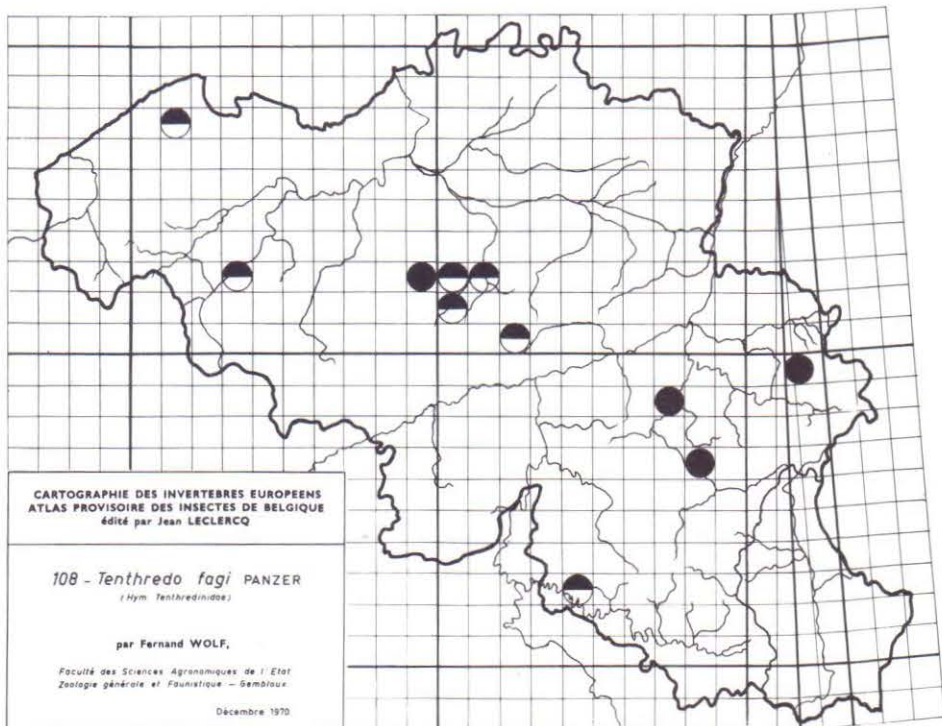 CARTOGRAPHIE DES INVERTEBRES EUROPEENS
ATLAS PROVISOIRE DES INSECTES DE BELGIQUE
édité par Jean LECLERCQ
108 - Tenthredo fagi PANZER
(Hym. Tenthredinidae)
par Fernand WOLF,
Faculté des Sciences Agronomiques de l'Etat
Zoologie générale et Faunistique - Gembloux.
Décembre 1970